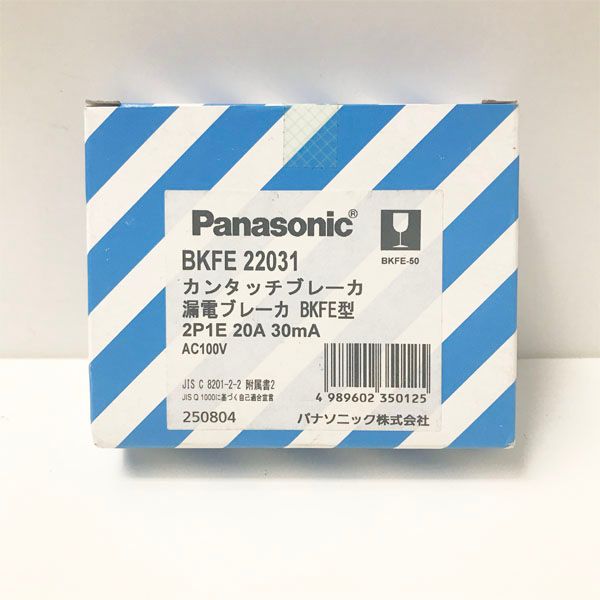 Panasonic®
BKFE-50
BKFE 22031
カンタッチブレーカ
漏電ブレーカ BKFE型
2P1E 20A 30mA
AC100V
JIS C 8201-2-2 附属書2
JIS Q 1000に基づく自己適合宣言
250804
4 989602 350125
パナソニック株式会社